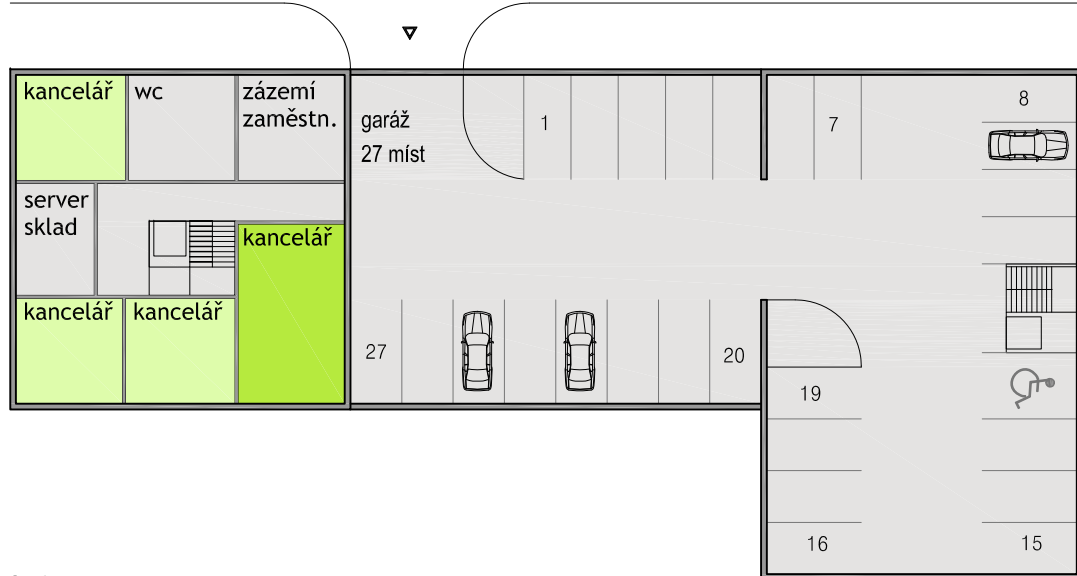 kancelář
wc
zázemí
zaměstn.
garáž
27 míst
1
7
8
server
sklad
kancelář
kancelář
kancelář
27
20
19
16
15